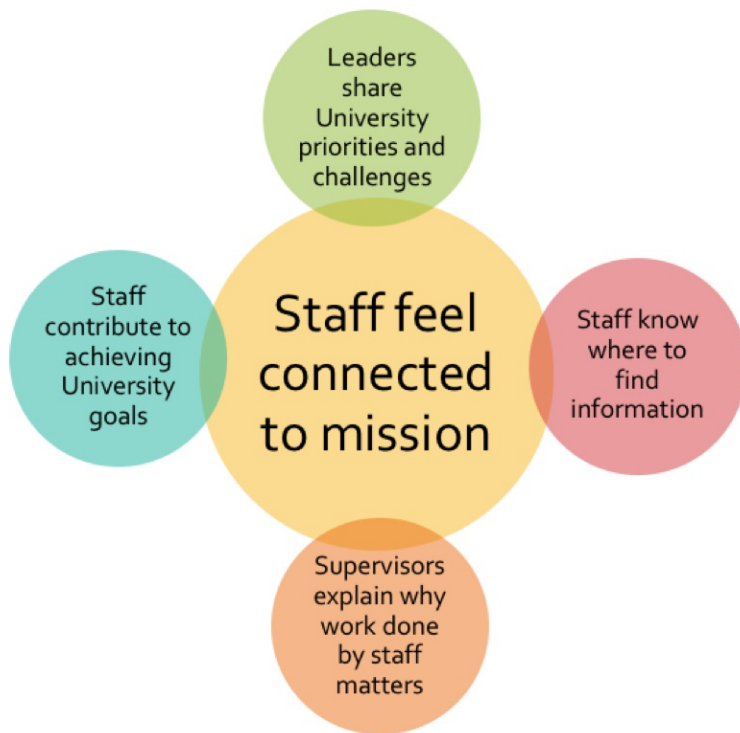 Leaders
share
University
priorities and
challenges
Staff
contribute to
achieving
University
goals
Staff feel
connected
to mission
Staff know
where to
find
information
Supervisors
explain why
work done
by staff
matters